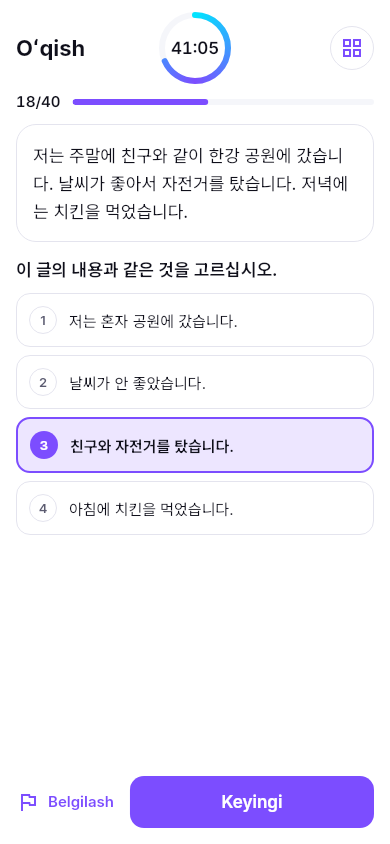 Oʻqish
41:05
18/40
저는 주말에 친구와 같이 한강 공원에 갔습니
다. 날씨가 좋아서 자전거를 탔습니다. 저녁에
는 치킨을 먹었습니다.
이 글의 내용과 같은 것을 고르십시오.
1 저는 혼자 공원에 갔습니다.
2 날씨가 안 좋았습니다.
3 친구와 자전거를 탔습니다.
4 아침에 치킨을 먹었습니다.
Belgilash
Keyingi